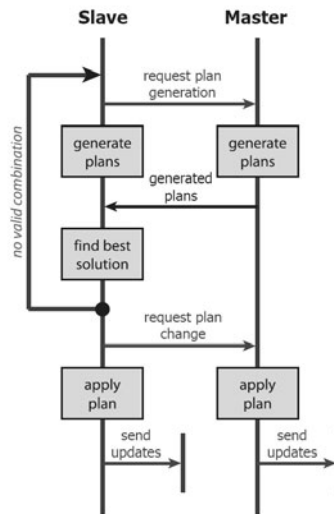 Slave Master
request plan
generation
generate
plans
generate
plans
generated
plans
no valid combination
find best
solution
request plan
change
apply
plan
apply
plan
send
updates
send
updates